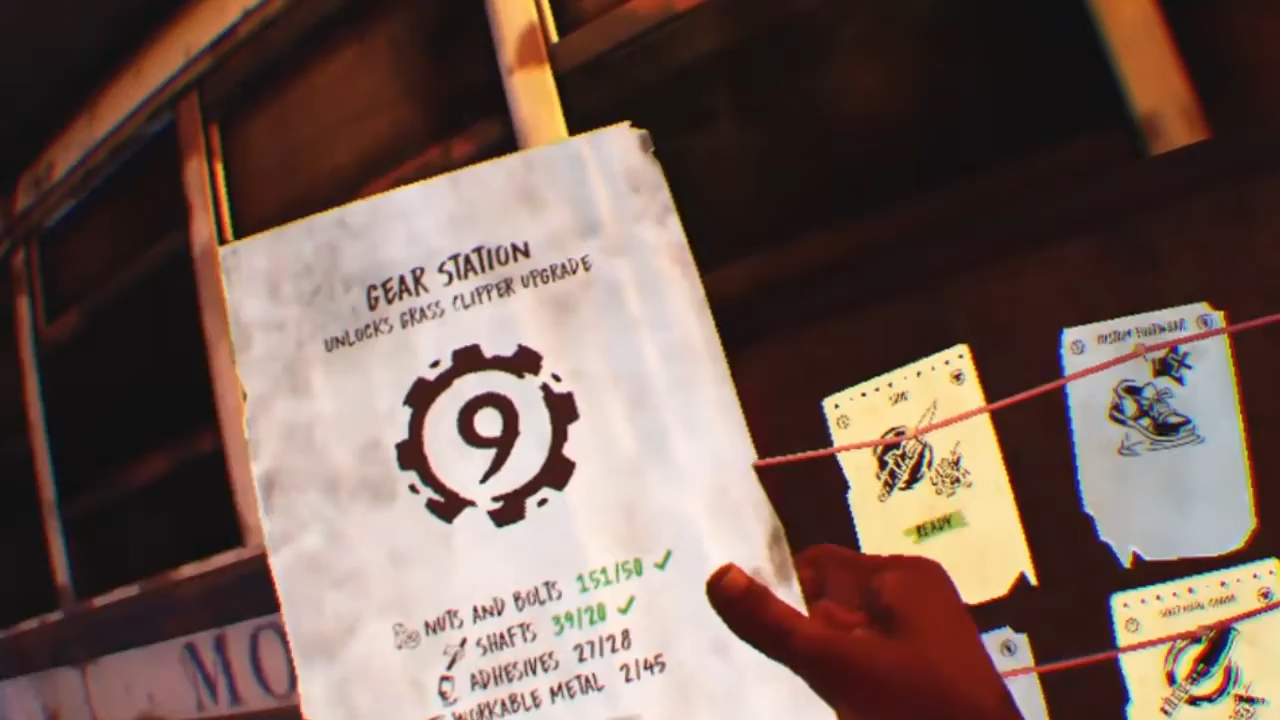 GEAR STATION
UNLOCKS GRASS CLIPPER UPGRADE
9
NUTS AND BOLTS 151/50 ✓
SHAFTS 39/20 ✓
ADHESIVES 27/28
WORKABLE METAL 2/45
MO
READY